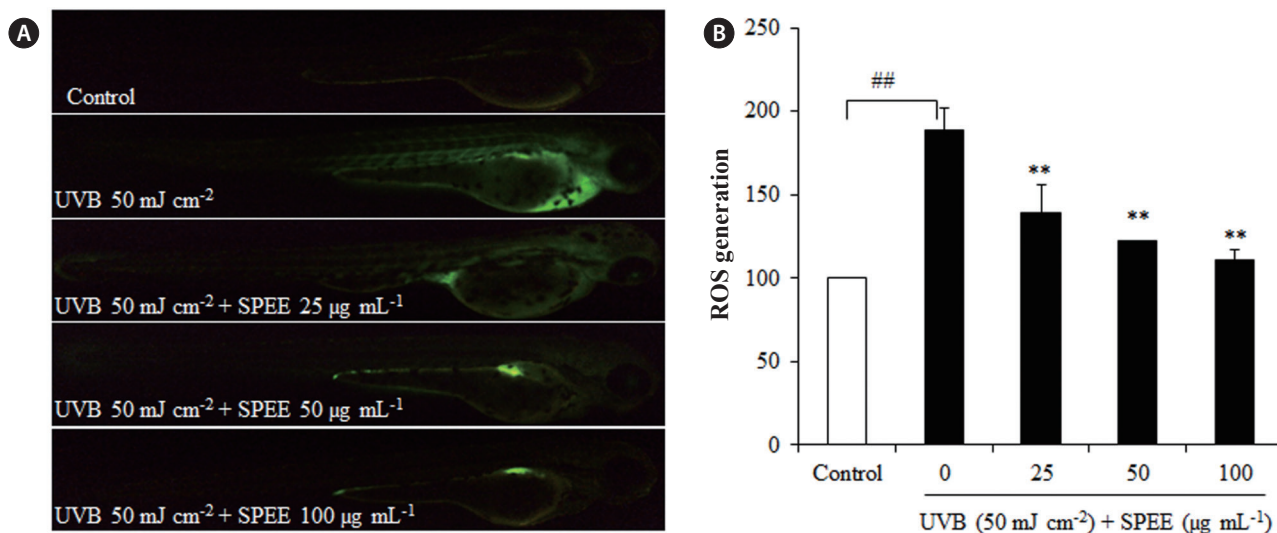 A
Control
UVB 50 mJ cm⁻²
UVB 50 mJ cm⁻² + SPEE 25 µg mL⁻¹
UVB 50 mJ cm⁻² + SPEE 50 µg mL⁻¹
UVB 50 mJ cm⁻² + SPEE 100 µg mL⁻¹
B
ROS generation
250
200
150
100
50
0
##
**
**
**
Control 0 25 50 100
UVB (50 mJ cm⁻²) + SPEE (µg mL⁻¹)